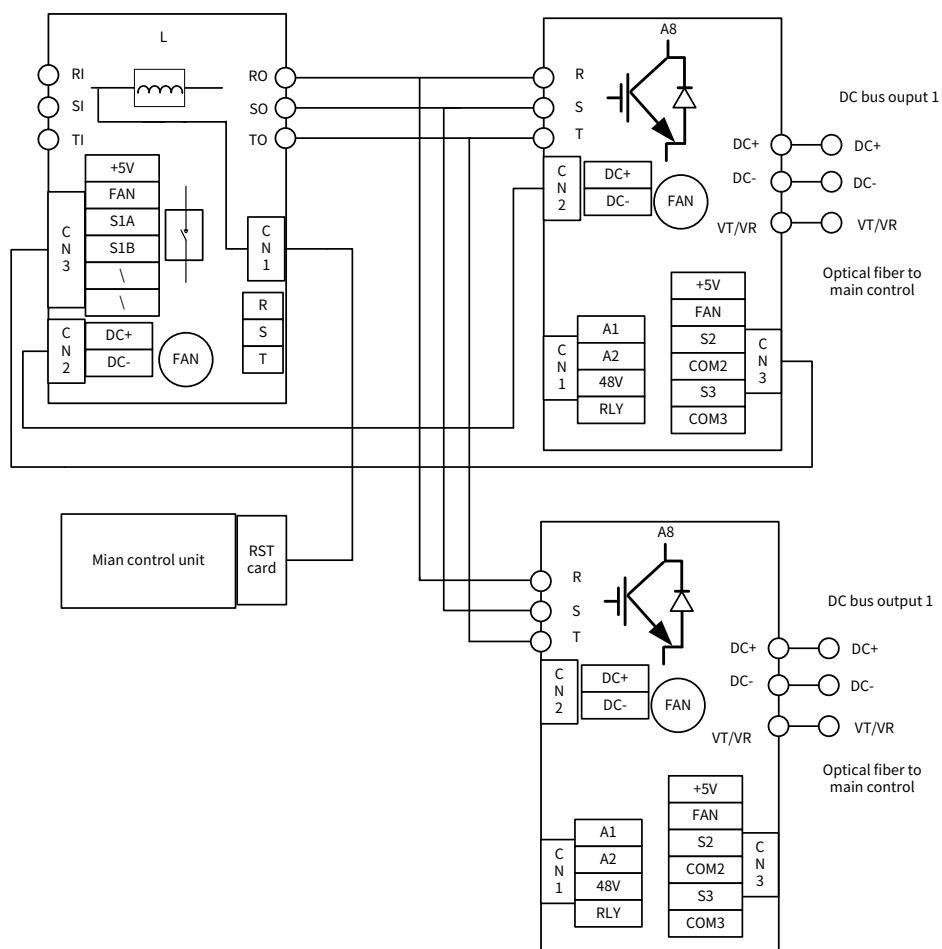 L
RI
SI
TI
RO
SO
TO
+5V
FAN
S1A
S1B
\
\
CN3
CN1
R
S
T
CN2
DC+
DC-
FAN
A8
R
S
T
DC bus ouput 1
DC+
DC-
VT/VR
DC+
DC-
VT/VR
CN2
DC+
DC-
FAN
Optical fiber to
main control
+5V
FAN
S2
COM2
S3
COM3
CN3
CN1
A1
A2
48V
RLY
Mian control unit
RST
card
A8
R
S
T
DC bus output 1
DC+
DC-
VT/VR
DC+
DC-
VT/VR
CN2
DC+
DC-
FAN
Optical fiber to
main control
+5V
FAN
S2
COM2
S3
COM3
CN3
CN1
A1
A2
48V
RLY